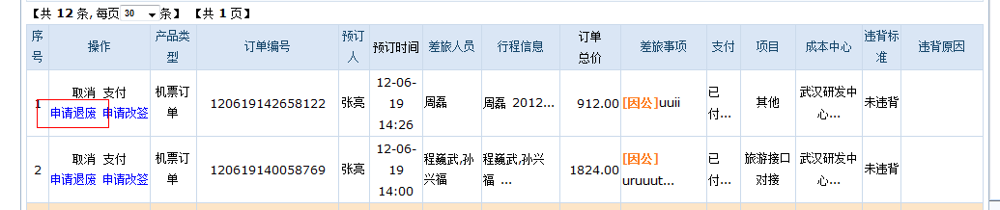 【共 12 条, 每页 30 条】 【共 1 页】
序号 操作 产品类型 订单编号 预订人 预订时间 差旅人员 行程信息 订单总价 差旅事项 支付 项目 成本中心 违背标准 违背原因
1 取消 支付 申请退废 申请改签 机票订单 120619142658122 张亮 12-06-19 14:26 周磊 周磊 2012... 912.00 [因公]uuii 已付... 其他 武汉研发中心... 未违背
2 取消 支付 申请退废 申请改签 机票订单 120619140058769 张亮 12-06-19 14:00 程巍武,孙兴福 程巍武,孙兴福 ... 1824.00 [因公]uruuut... 已付... 旅游接口对接 武汉研发中心... 未违背